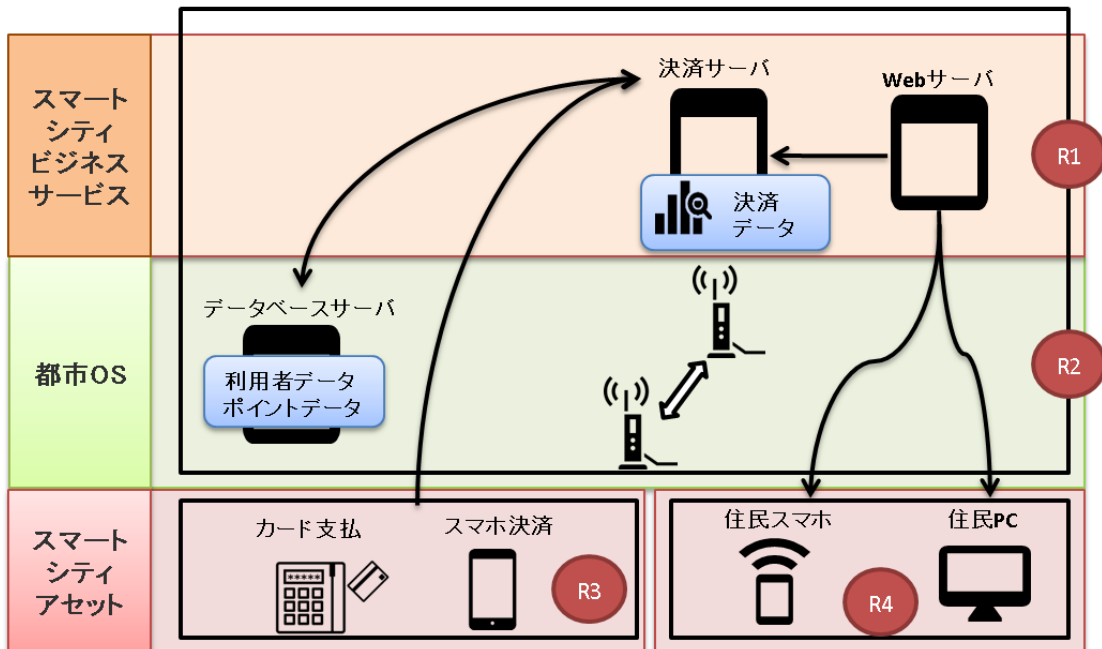 スマート
シティ
ビジネス
サービス
決済サーバ
Webサーバ
決済
データ
R1
都市OS
データベースサーバ
利用者データ
ポイントデータ
R2
スマート
シティ
アセット
カード支払
*****
スマホ決済
R3
住民スマホ
住民PC
R4